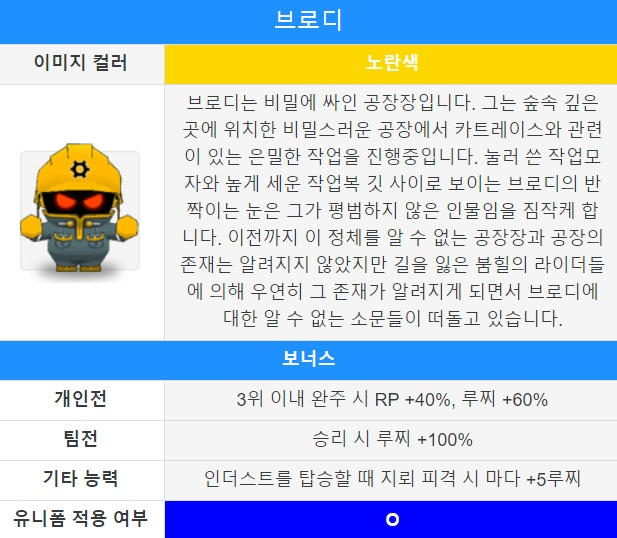 브로디
이미지 컬러
노란색
브로디는 비밀에 싸인 공장장입니다. 그는 숲속 깊은
곳에 위치한 비밀스러운 공장에서 카트레이스와 관련
이 있는 은밀한 작업을 진행중입니다. 눌러 쓴 작업모
자와 높게 세운 작업복 깃 사이로 보이는 브로디의 반
짝이는 눈은 그가 평범하지 않은 인물임을 짐작케 합
니다. 이전까지 이 정체를 알 수 없는 공장장과 공장의
존재는 알려지지 않았지만 길을 잃은 붐힐의 라이더들
에 의해 우연히 그 존재가 알려지게 되면서 브로디에
대한 알 수 없는 소문들이 떠돌고 있습니다.
보너스
개인전
3위 이내 완주 시 RP +40%, 루찌 +60%
팀전
승리 시 루찌 +100%
기타 능력
인더스트를 탑승할 때 지뢰 피격 시 마다 +5루찌
유니폼 적용 여부
O